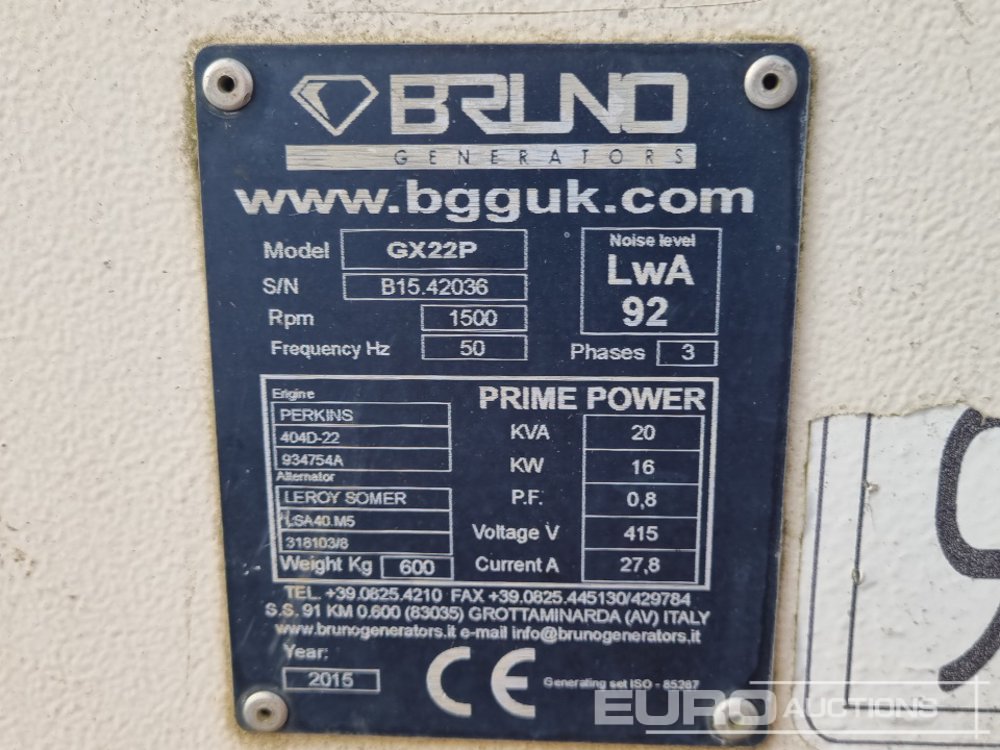 BRUNO
GENERATORS
www.bgguk.com
Model GX22P
S/N B15.42036
Rpm 1500
Frequency Hz 50
Noise level
LwA
92
Phases 3
Engine
PERKINS
404D-22
934754A
Alternator
LEROY SOMER
LSA40.M5
318103/8
Weight Kg 600
PRIME POWER
KVA 20
KW 16
P.F. 0,8
Voltage V 415
Current A 27,8
TEL. +39.0825.4210 FAX +39.0825.445130/429784
S.S. 91 KM 0.600 (83035) GROTTAMINARDA (AV) ITALY
www.brunogenerators.it e-mail info@brunogenerators.it
Year:
2015
CE
Generating set ISO - 85287
EURO AUCTIONS